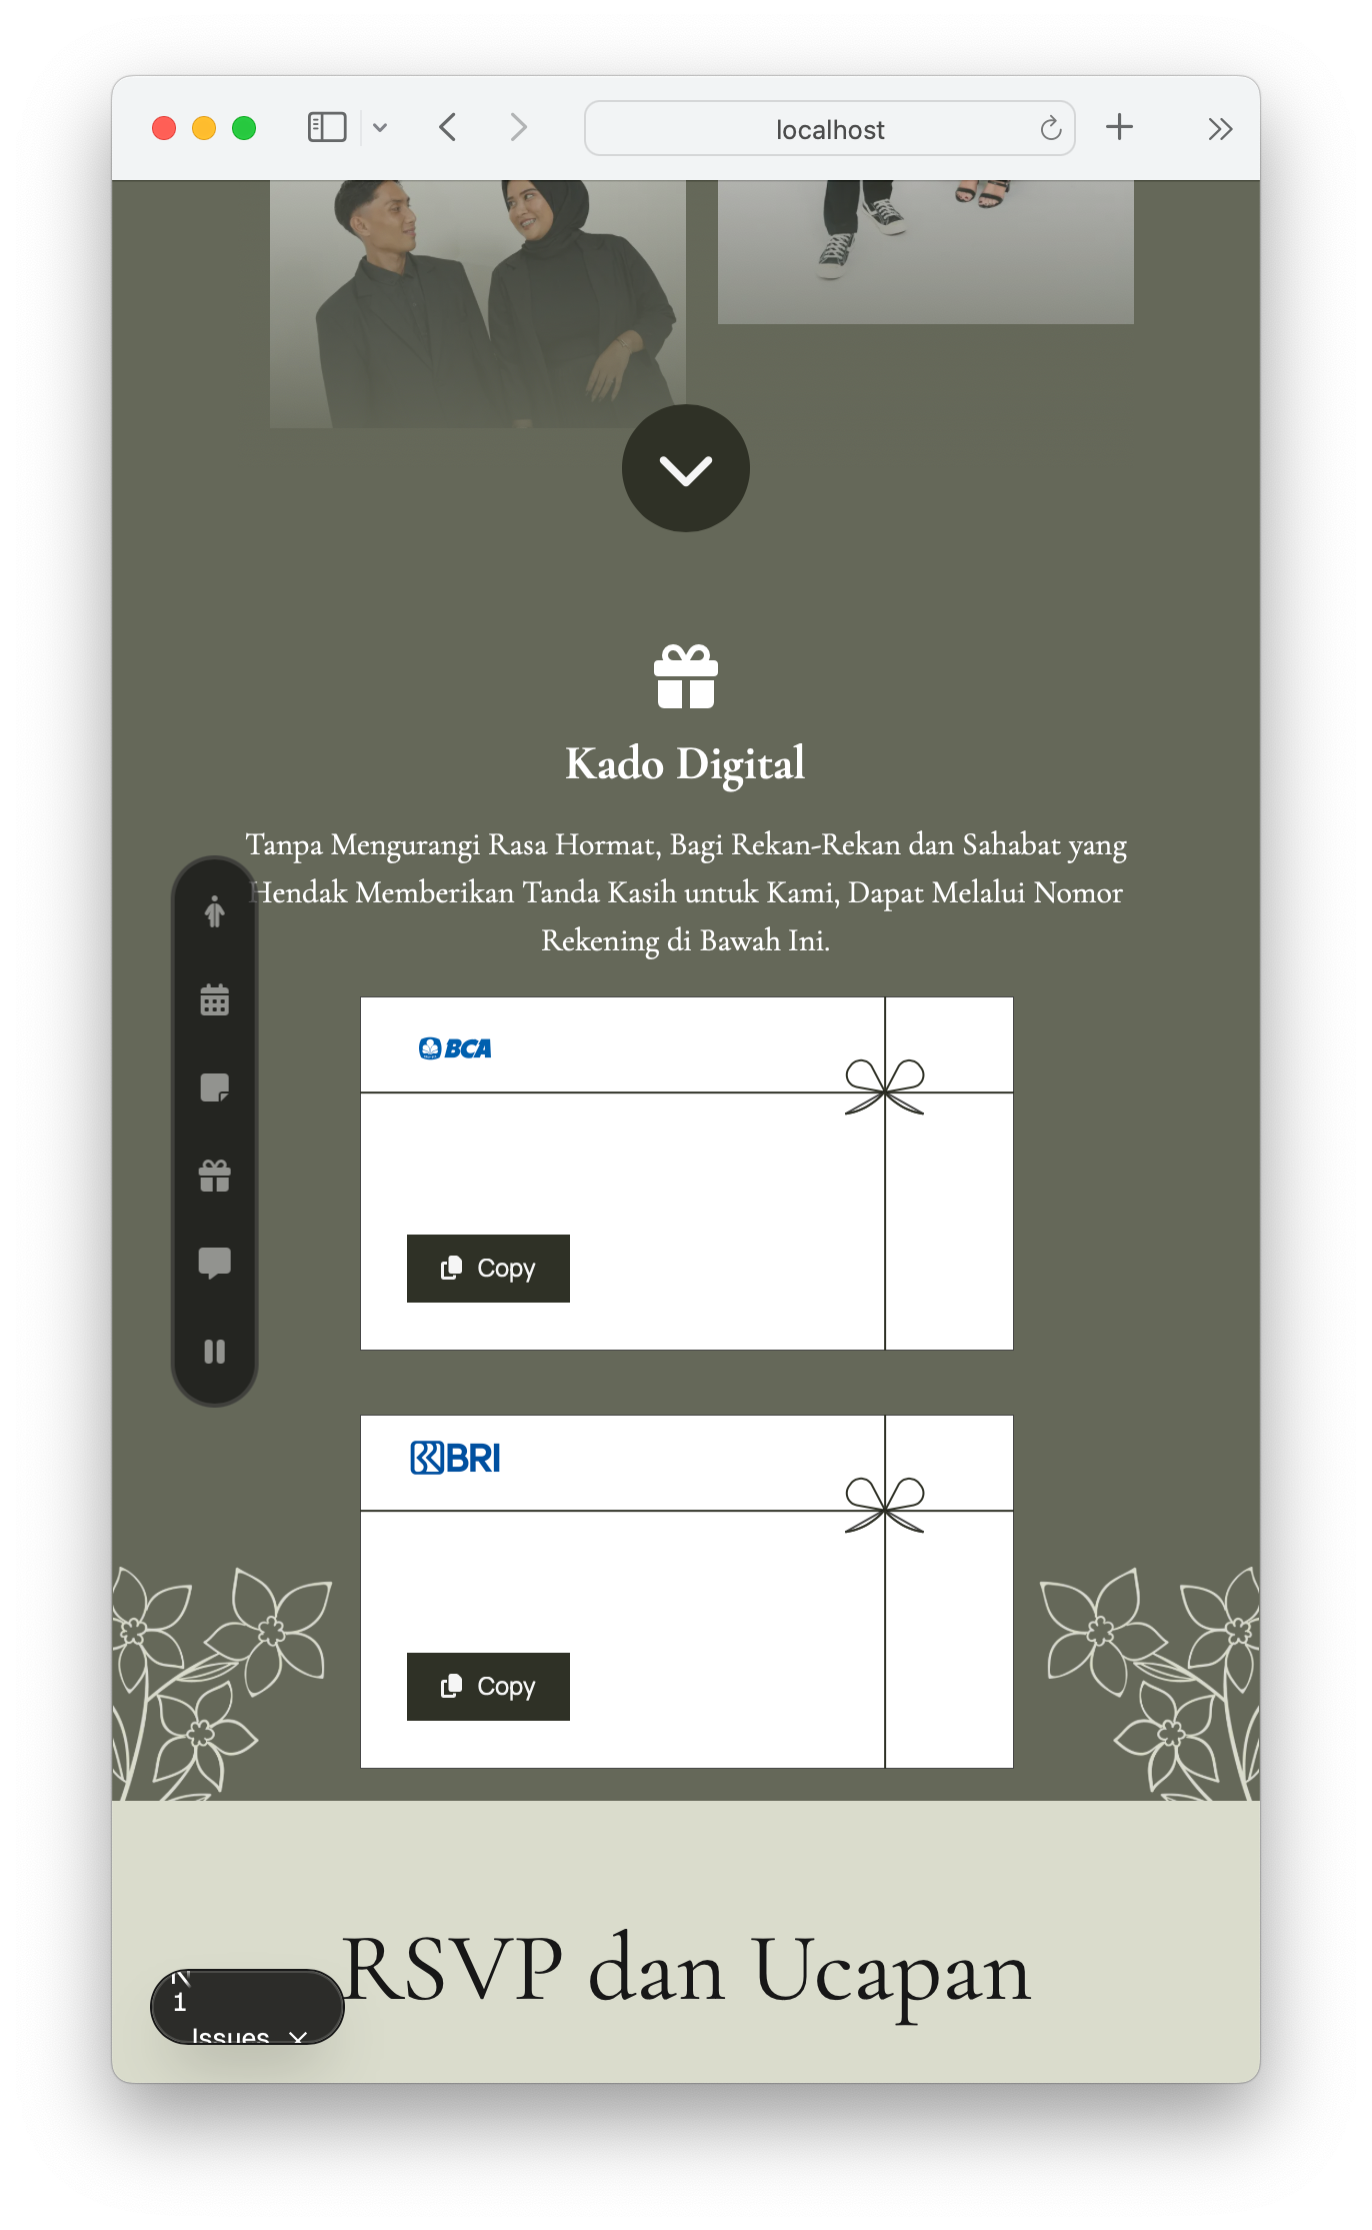 localhost
Kado Digital
Tanpa Mengurangi Rasa Hormat, Bagi Rekan-Rekan dan Sahabat yang
Hendak Memberikan Tanda Kasih untuk Kami, Dapat Melalui Nomor
Rekening di Bawah Ini.
BCA
Copy
BRI
Copy
RSVP dan Ucapan
N
1
Issues